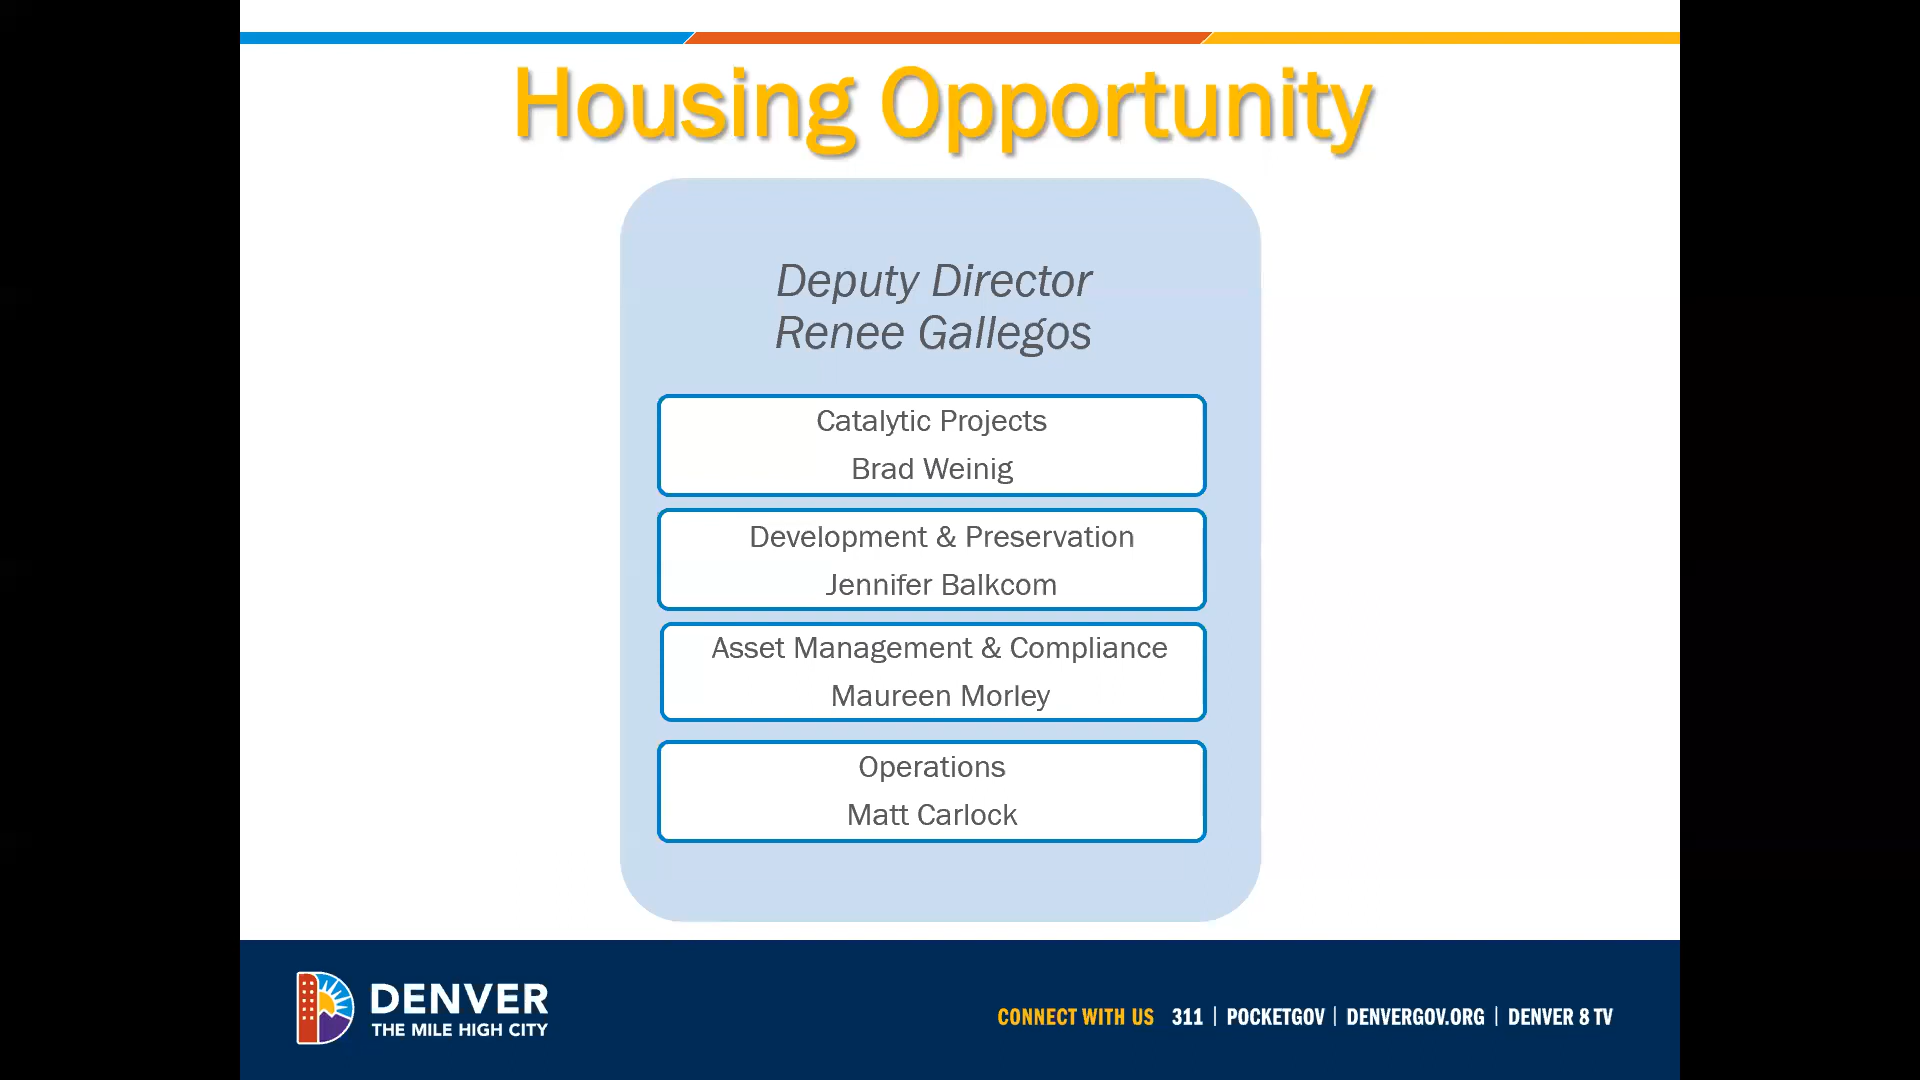 Housing Opportunity
Deputy Director
Renee Gallegos
Catalytic Projects
Brad Weinig
Development & Preservation
Jennifer Balkcom
Asset Management & Compliance
Maureen Morley
Operations
Matt Carlock
DENVER
THE MILE HIGH CITY
CONNECT WITH US 311 | POCKETGOV | DENVERGOV.ORG | DENVER 8 TV